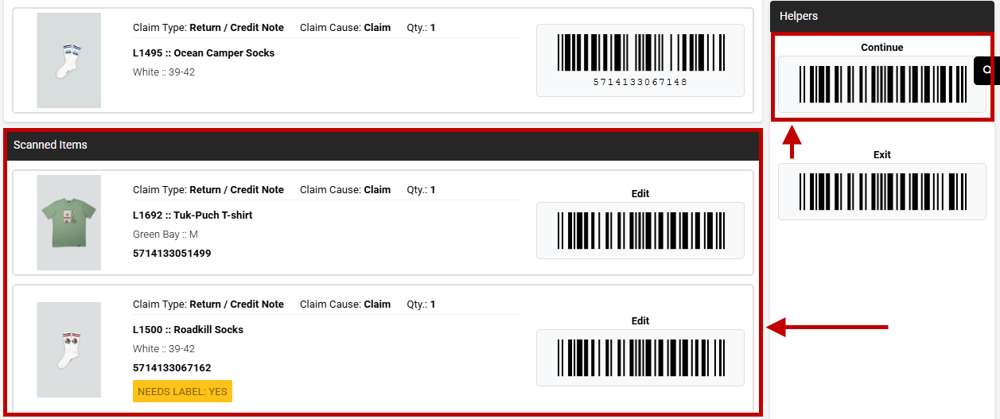 Claim Type: Return / Credit Note Claim Cause: Claim Qty.: 1
L1495 :: Ocean Camper Socks
White :: 39-42
5714133067148
Scanned Items
Claim Type: Return / Credit Note Claim Cause: Claim Qty.: 1
L1692 :: Tuk-Puch T-shirt
Green Bay :: M
5714133051499
Edit
Claim Type: Return / Credit Note Claim Cause: Claim Qty.: 1
L1500 :: Roadkill Socks
White :: 39-42
5714133067162
NEEDS LABEL: YES
Edit
Helpers
Continue
Exit